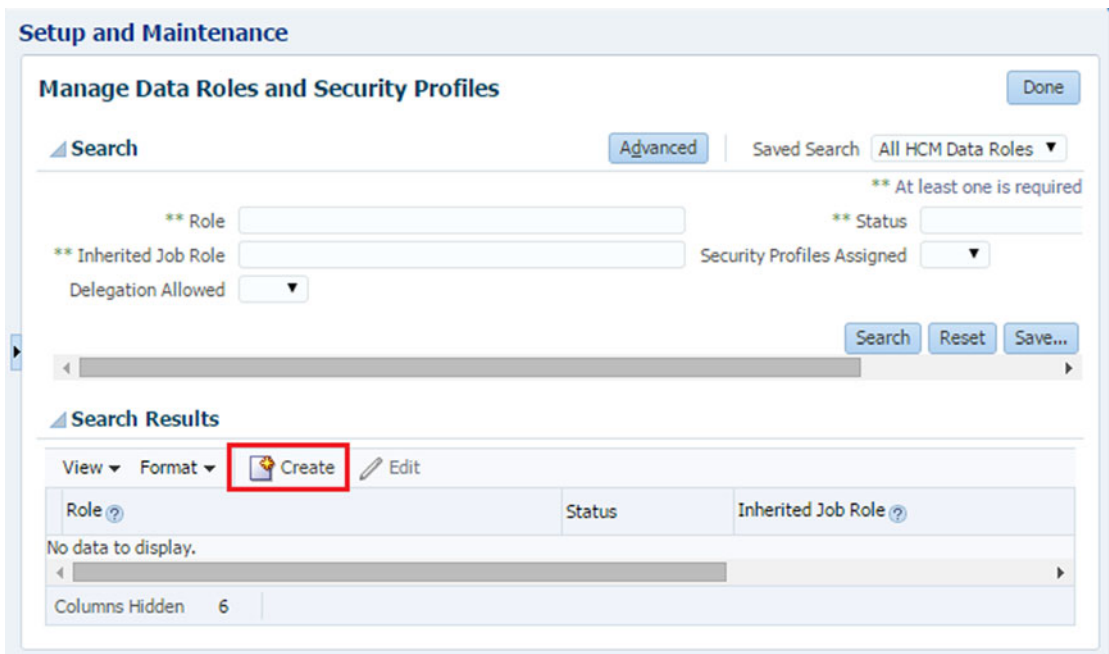 Setup and Maintenance
Manage Data Roles and Security Profiles Done
Search Advanced Saved Search All HCM Data Roles
** At least one is required
** Role ** Status
** Inherited Job Role Security Profiles Assigned
Delegation Allowed
Search Reset Save...
Search Results
View Format Create Edit
Role Status Inherited Job Role
No data to display.
Columns Hidden 6